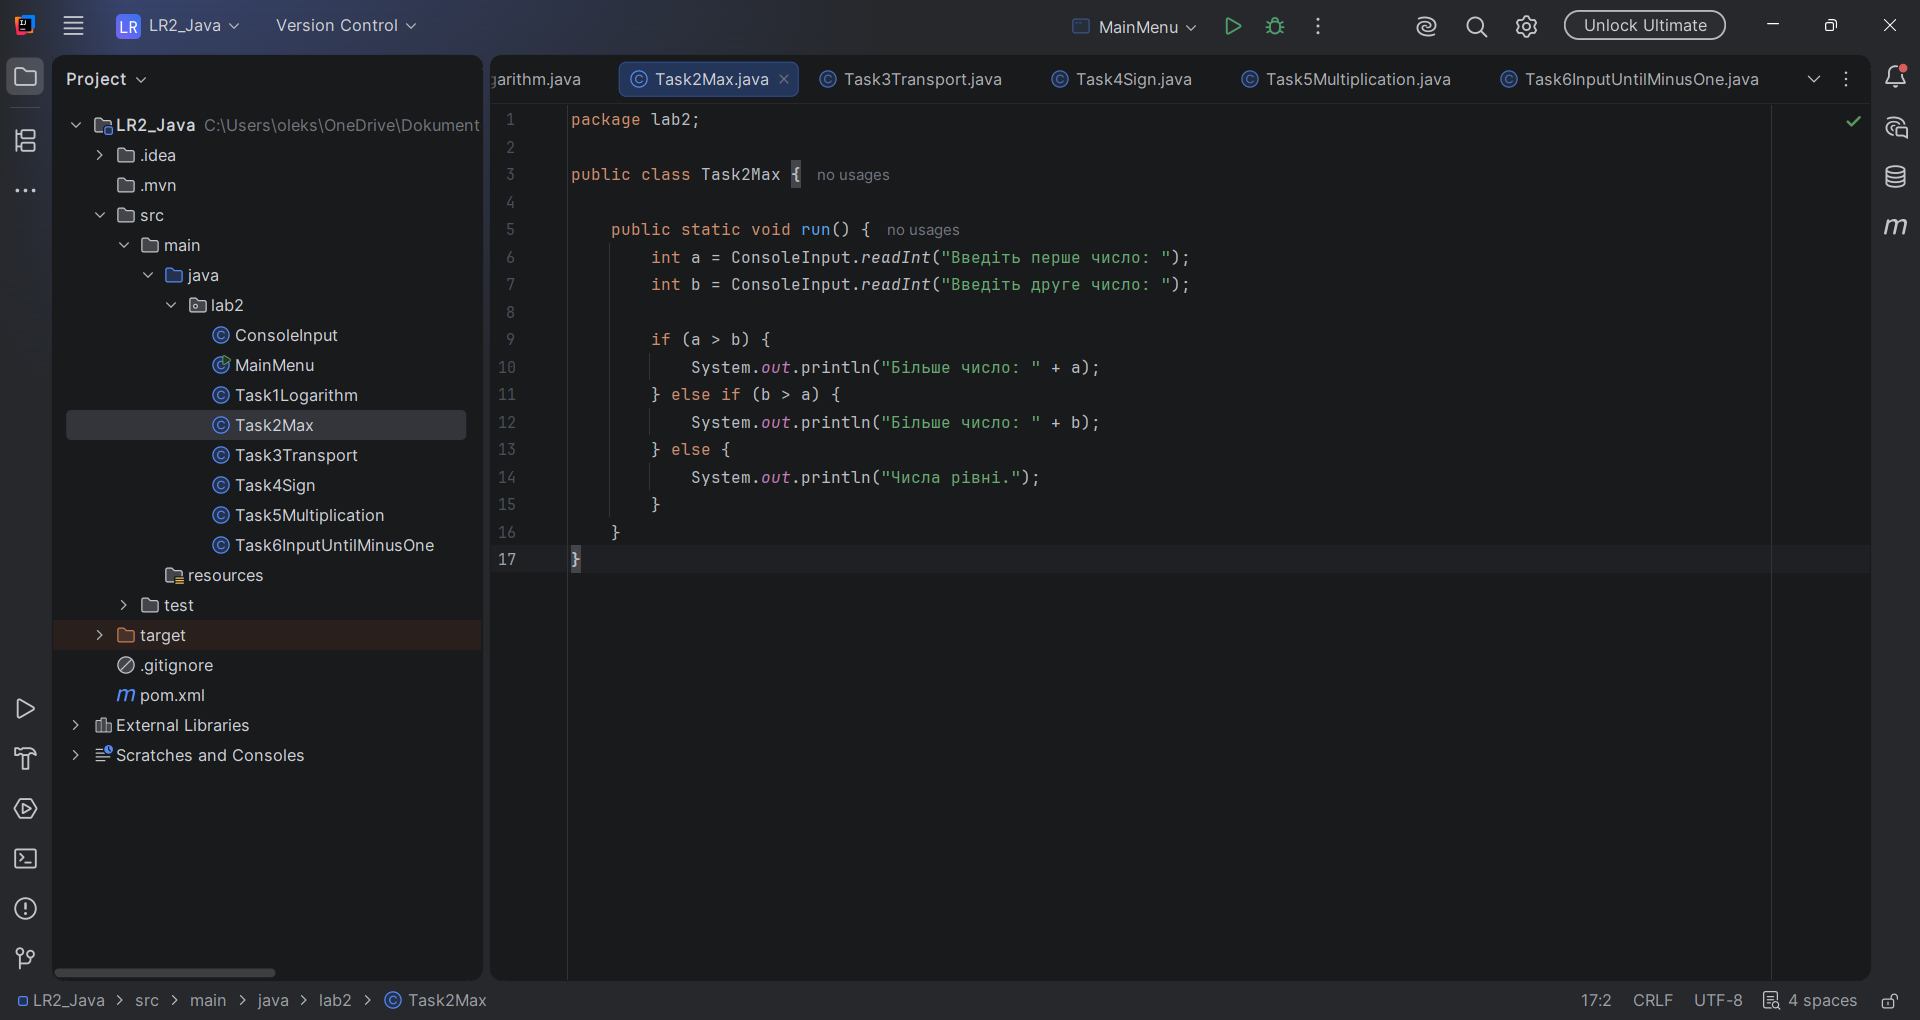 LR LR2_Java Version Control MainMenu Unlock Ultimate
Project
LR2_Java C:\Users\oleks\OneDrive\Dokument
.idea
.mvn
src
main
java
lab2
ConsoleInput
MainMenu
Task1Logarithm
Task2Max
Task3Transport
Task4Sign
Task5Multiplication
Task6InputUntilMinusOne
resources
test
target
.gitignore
pom.xml
External Libraries
Scratches and Consoles
garithm.java Task2Max.java Task3Transport.java Task4Sign.java Task5Multiplication.java Task6InputUntilMinusOne.java
1 package lab2;
2
3 public class Task2Max { no usages
4
5 public static void run() { no usages
6 int a = ConsoleInput.readInt("Введіть перше число: ");
7 int b = ConsoleInput.readInt("Введіть друге число: ");
8
9 if (a > b) {
10 System.out.println("Більше число: " + a);
11 } else if (b > a) {
12 System.out.println("Більше число: " + b);
13 } else {
14 System.out.println("Числа рівні.");
15 }
16 }
17 }
LR2_Java > src > main > java > lab2 > Task2Max 17:2 CRLF UTF-8 4 spaces